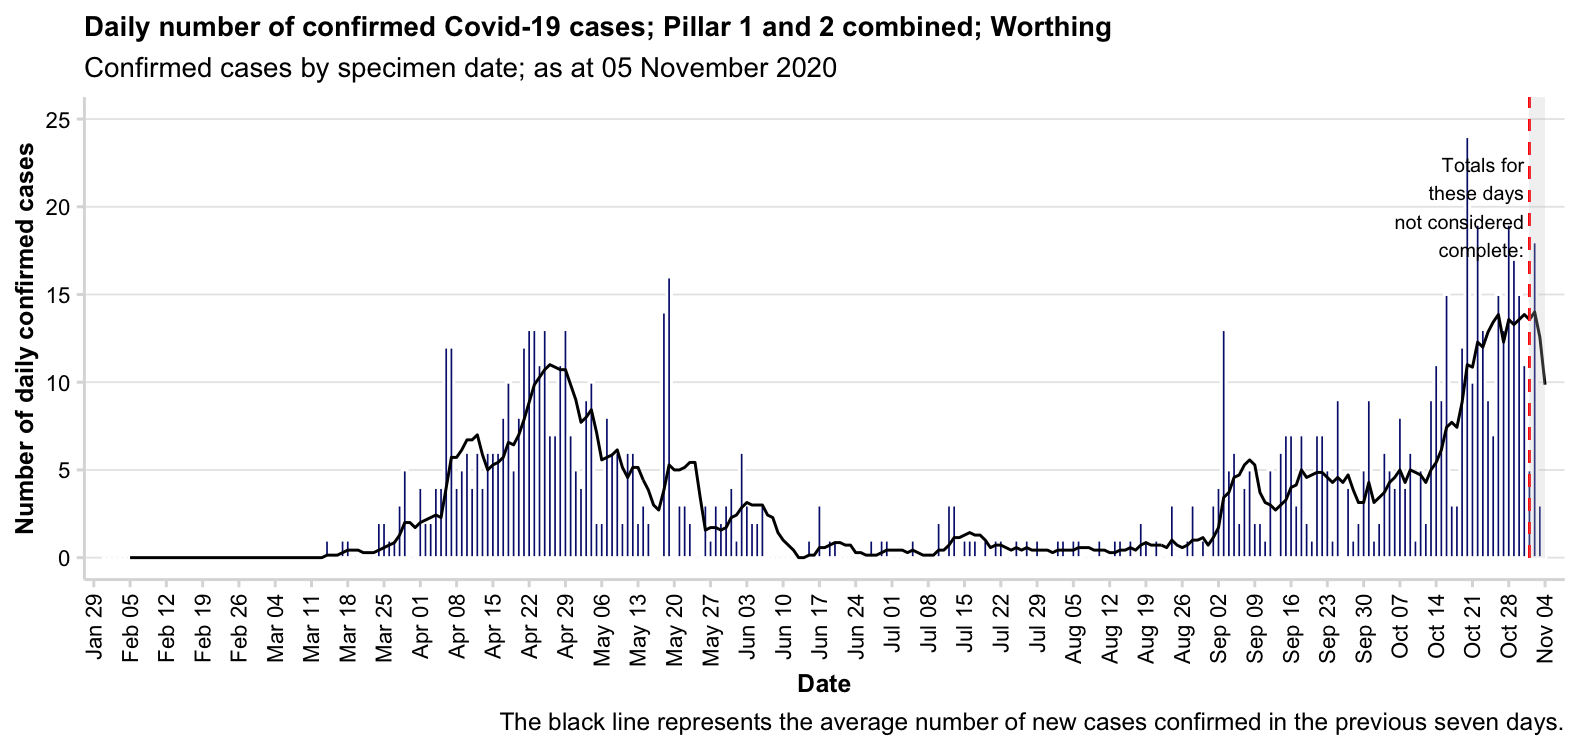 Daily number of confirmed Covid-19 cases; Pillar 1 and 2 combined; Worthing
Confirmed cases by specimen date; as at 05 November 2020
Number of daily confirmed cases
25
20
15
10
5
0
Totals for
these days
not considered
complete:
Jan 29
Feb 05
Feb 12
Feb 19
Feb 26
Mar 04
Mar 11
Mar 18
Mar 25
Apr 01
Apr 08
Apr 15
Apr 22
Apr 29
May 06
May 13
May 20
May 27
Jun 03
Jun 10
Jun 17
Jun 24
Jul 01
Jul 08
Jul 15
Jul 22
Jul 29
Aug 05
Aug 12
Aug 19
Aug 26
Sep 02
Sep 09
Sep 16
Sep 23
Sep 30
Oct 07
Oct 14
Oct 21
Oct 28
Nov 04
Date
The black line represents the average number of new cases confirmed in the previous seven days.